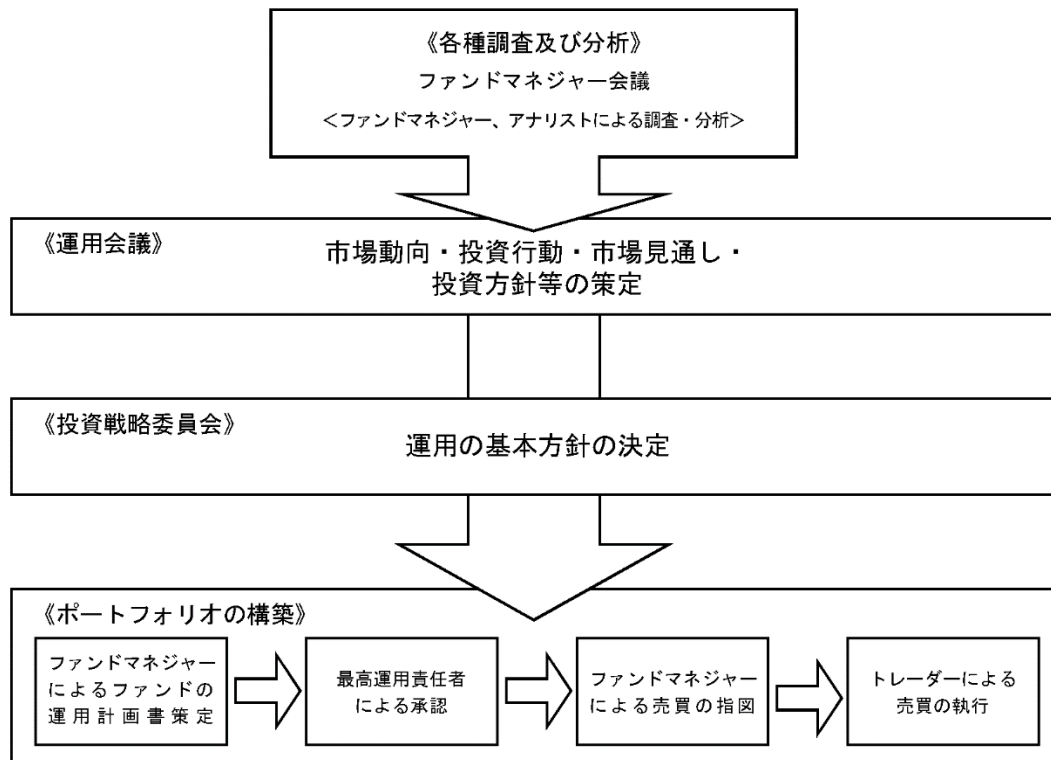 《各種調査及び分析》
ファンドマネジャー会議
＜ファンドマネジャー、アナリストによる調査・分析＞
《運用会議》
市場動向・投資行動・市場見通し・
投資方針等の策定
《投資戦略委員会》
運用の基本方針の決定
《ポートフォリオの構築》
ファンドマネジャー
によるファンドの
運用計画書策定
最高運用責任者
による承認
ファンドマネジャー
による売買の指図
トレーダーによる
売買の執行